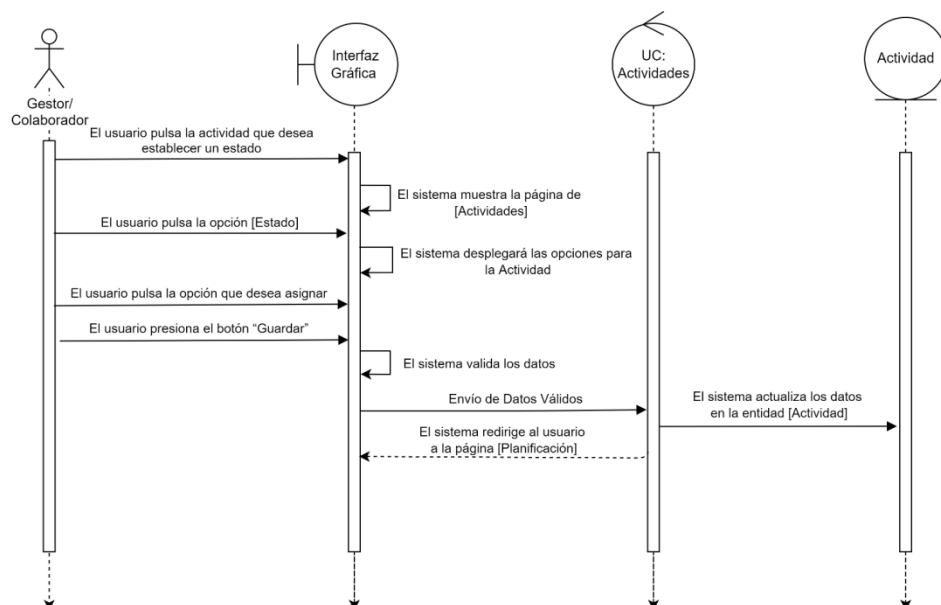 Interfaz
Gráfica
UC:
Actividades
Actividad
Gestor/
Colaborador
El usuario pulsa la actividad que desea
establecer un estado
El sistema muestra la página de
[Actividades]
El usuario pulsa la opción [Estado]
El sistema desplegará las opciones para
la Actividad
El usuario pulsa la opción que desea asignar
El usuario presiona el botón “Guardar”
El sistema valida los datos
Envío de Datos Válidos
El sistema actualiza los datos
en la entidad [Actividad]
El sistema redirige al usuario
a la página [Planificación]